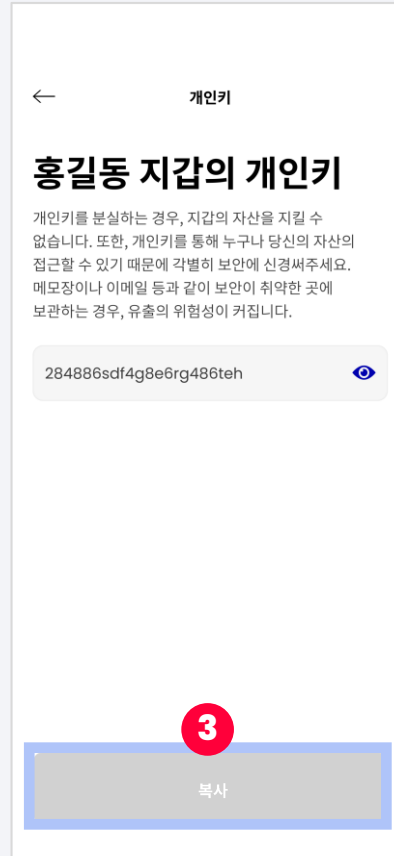 개인키
홍길동 지갑의 개인키
개인키를 분실하는 경우, 지갑의 자산을 지킬 수
없습니다. 또한, 개인키를 통해 누구나 당신의 자산의
접근할 수 있기 때문에 각별히 보안에 신경써주세요.
메모장이나 이메일 등과 같이 보안이 취약한 곳에
보관하는 경우, 유출의 위험성이 커집니다.
284886sdf4g8e6rg486teh
3
복사